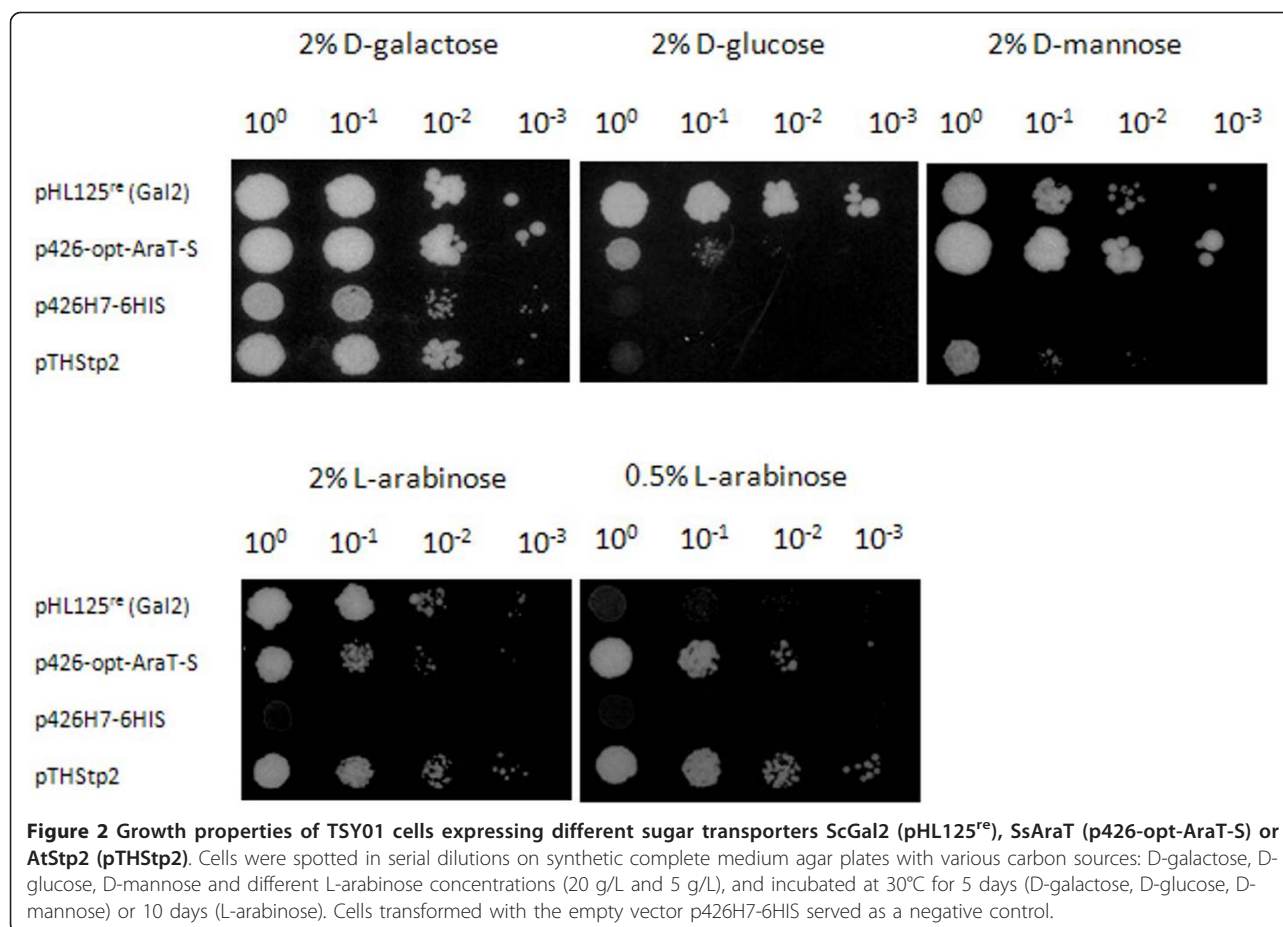 2% D-galactose 2% D-glucose 2% D-mannose
10⁰ 10⁻¹ 10⁻² 10⁻³ 10⁰ 10⁻¹ 10⁻² 10⁻³ 10⁰ 10⁻¹ 10⁻² 10⁻³
pHL125ʳᵉ (Gal2)
p426-opt-AraT-S
p426H7-6HIS
pTHStp2
2% L-arabinose 0.5% L-arabinose
10⁰ 10⁻¹ 10⁻² 10⁻³ 10⁰ 10⁻¹ 10⁻² 10⁻³
pHL125ʳᵉ (Gal2)
p426-opt-AraT-S
p426H7-6HIS
pTHStp2
Figure 2 Growth properties of TSY01 cells expressing different sugar transporters ScGal2 (pHL125ʳᵉ), SsAraT (p426-opt-AraT-S) or
AtStp2 (pTHStp2). Cells were spotted in serial dilutions on synthetic complete medium agar plates with various carbon sources: D-galactose, D-
glucose, D-mannose and different L-arabinose concentrations (20 g/L and 5 g/L), and incubated at 30°C for 5 days (D-galactose, D-glucose, D-
mannose) or 10 days (L-arabinose). Cells transformed with the empty vector p426H7-6HIS served as a negative control.